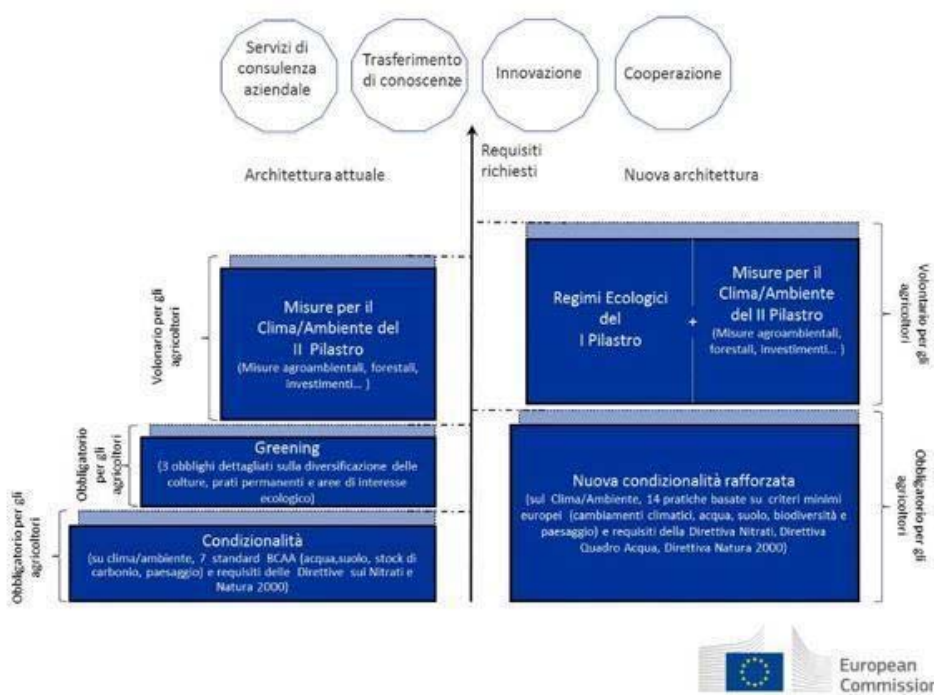 Servizi di
consulenza
aziendale
Trasferimento
di conoscenze
Innovazione
Cooperazione
Architettura attuale
Requisiti
richiesti
Nuova architettura
Volonario per gli
agricoltori
Misure per il
Clima/Ambiente del
II Pilastro
(Misure agroambientali, forestali,
investimenti... )
Obbligatorio
per gli
agricoltori
Greening
(3 obblighi dettagliati sulla diversificazione delle
colture, prati permanenti e aree di interesse
ecologico)
Obbligatorio per gli
agricoltori
Condizionalità
(su clima/ambiente, 7 standard BCAA (acqua,suolo, stock di
carbonio, paesaggio) e requisiti delle Direttive sui Nitrati e
Natura 2000)
Regimi Ecologici
del
I Pilastro
+
Misure per il
Clima/Ambiente
del II Pilastro
(Misure agroambientali,
forestali, investimenti... )
Volontario per gli
agricoltori
Nuova condizionalità rafforzata
(sul Clima/Ambiente, 14 pratiche basate su criteri minimi
europei (cambiamenti climatici, acqua, suolo, biodiversità e
paesaggio) e requisiti della Direttiva Nitrati, Direttiva
Quadro Acqua, Direttiva Natura 2000)
Obbligatorio per gli
agricoltori
European
Commission